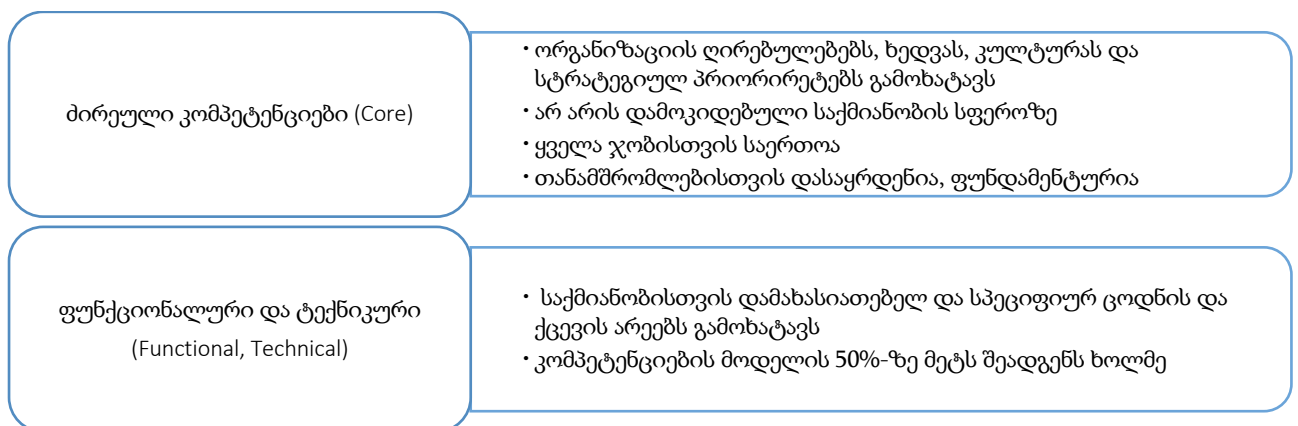 ძირეული კომპეტენციები (Core)
· ორგანიზაციის ღირებულებებს, ხედვას, კულტურას და
სტრატეგიულ პრიორირეტებს გამოხატავს
· არ არის დამოკიდებული საქმიანობის სფეროზე
· ყველა ჯობისთვის საერთოა
· თანამშრომლებისთვის დასაყრდენია, ფუნდამენტურია
ფუნქციონალური და ტექნიკური
(Functional, Technical)
· საქმიანობისთვის დამახასიათებელ და სპეციფიურ ცოდნის და
ქცევის არეებს გამოხატავს
· კომპეტენციების მოდელის 50%-ზე მეტს შეადგენს ხოლმე